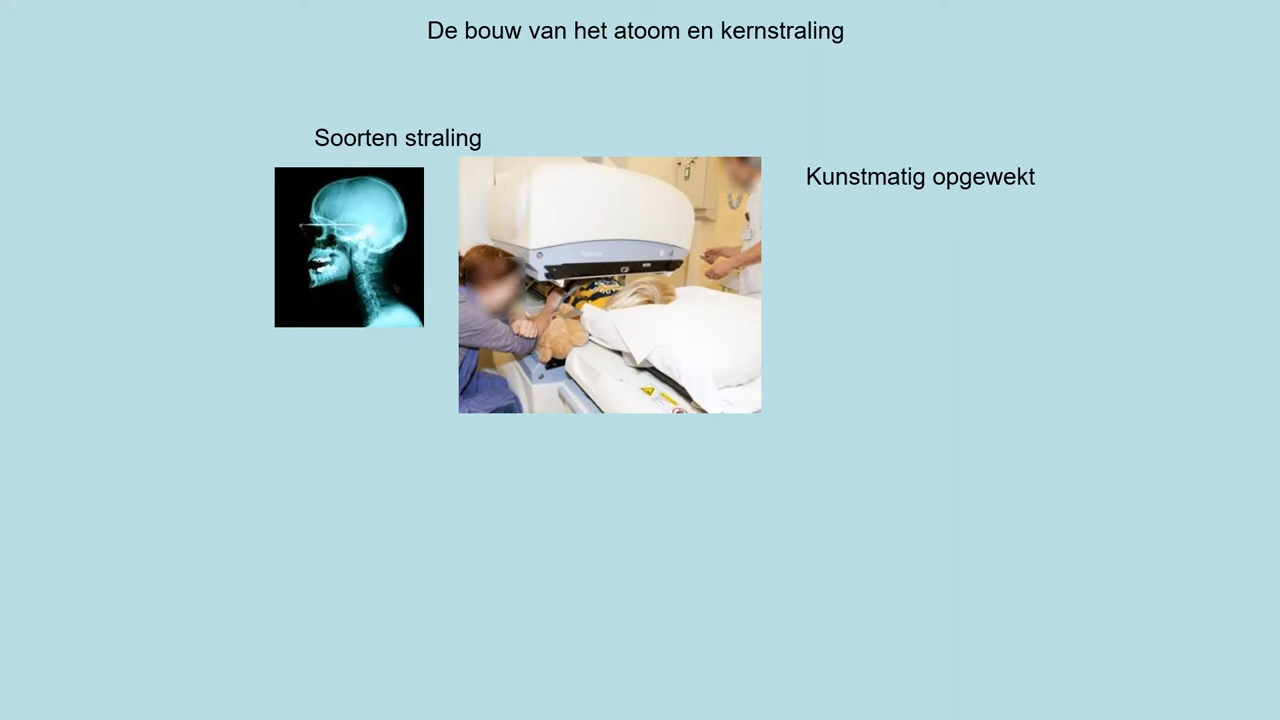 De bouw van het atoom en kernstraling
Soorten straling
Kunstmatig opgewekt